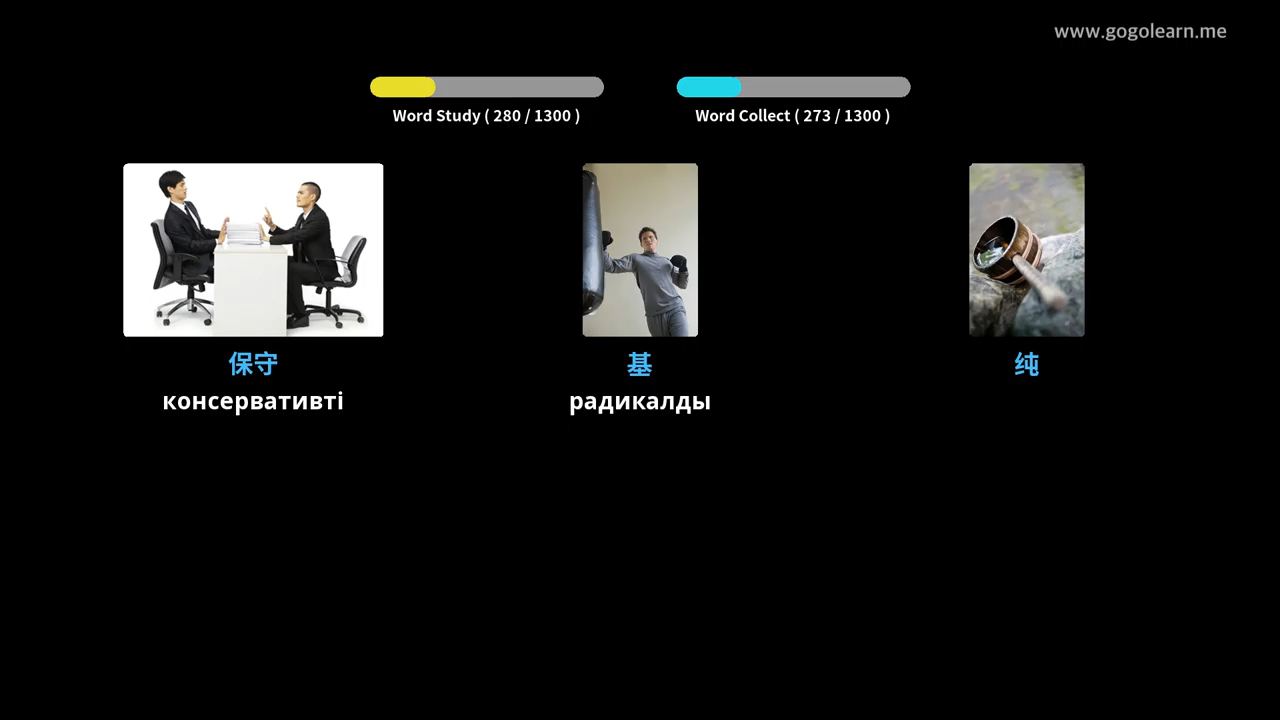 www.gogolearn.me
Word Study ( 280 / 1300 )
Word Collect ( 273 / 1300 )
保守
基
纯
консервативті
радикалды